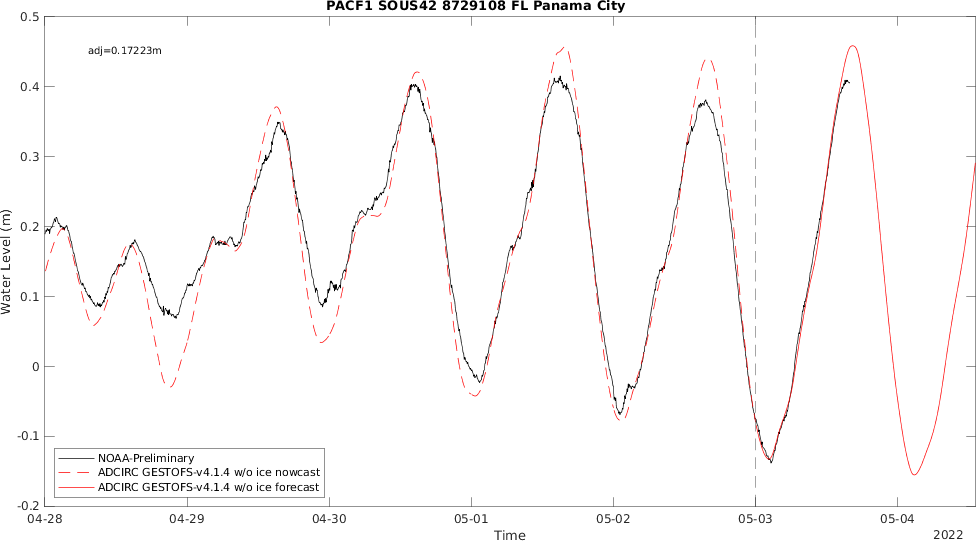 PACF1 SOUS42 8729108 FL Panama City
adj=0.17223m
0.5
0.4
0.3
0.2
0.1
0
-0.1
-0.2
Water Level (m)
NOAA-Preliminary
ADCIRC GESTOFS-v4.1.4 w/o ice nowcast
ADCIRC GESTOFS-v4.1.4 w/o ice forecast
04-28 04-29 04-30 05-01 05-02 05-03 05-04
Time
2022